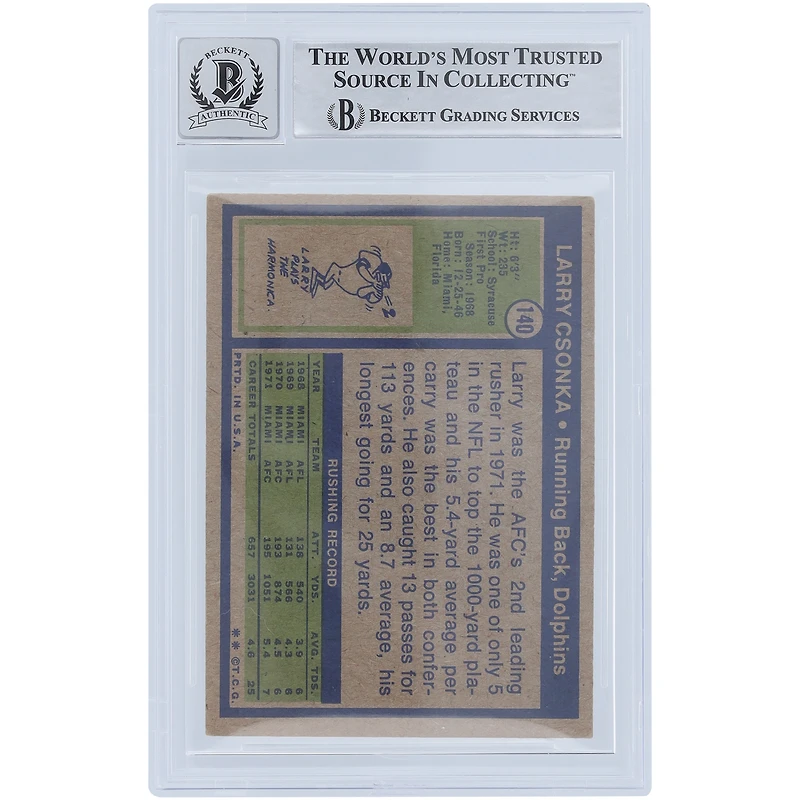 BECKETT
B
AUTHENTIC
THE WORLD'S MOST TRUSTED
SOURCE IN COLLECTING™
B BECKETT GRADING SERVICES
LARRY CSONKA • Running Back, Dolphins
140
Ht: 6'3"
Wt: 235
School: Syracuse
First Pro
Season: 1968
Born: 12-25-46
Home: Miami,
Florida
LARRY
PLAYS
THE
HARMONICA.
Larry was the AFC's 2nd leading
rusher in 1971. He was one of only 5
in the NFL to top the 1000-yard pla-
teau and his 5.4-yard average per
carry was the best in both confer-
ences. He also caught 13 passes for
113 yards and an 8.7 average, his
longest going for 25 yards.
RUSHING RECORD
YEAR TEAM ATT. YDS. AVG. TDS.
1968 MIAMI AFL 138 540 3.9 6
1969 MIAMI AFL 131 566 4.3 6
1970 MIAMI AFC 193 874 4.5 6
1971 MIAMI AFC 195 1051 5.4 7
CAREER TOTALS 657 3031 4.6 25
PRTD. IN U.S.A. ** ©T.C.G.